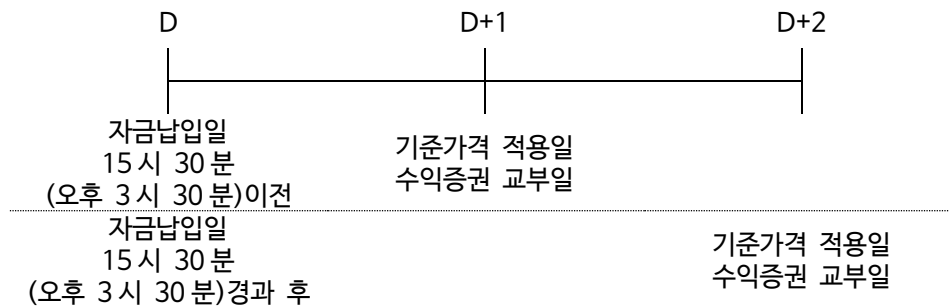 D D+1 D+2
자금납입일
15시 30분
(오후 3시 30분)이전
기준가격 적용일
수익증권 교부일
자금납입일
15시 30분
(오후 3시 30분)경과 후
기준가격 적용일
수익증권 교부일